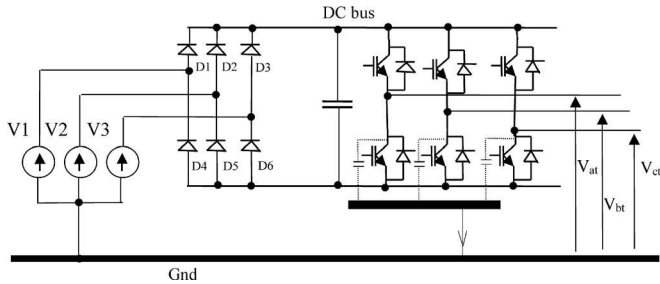 DC bus
D1 D2 D3
V1 V2 V3
D4 D5 D6
Vat
Vbt
Vct
Gnd